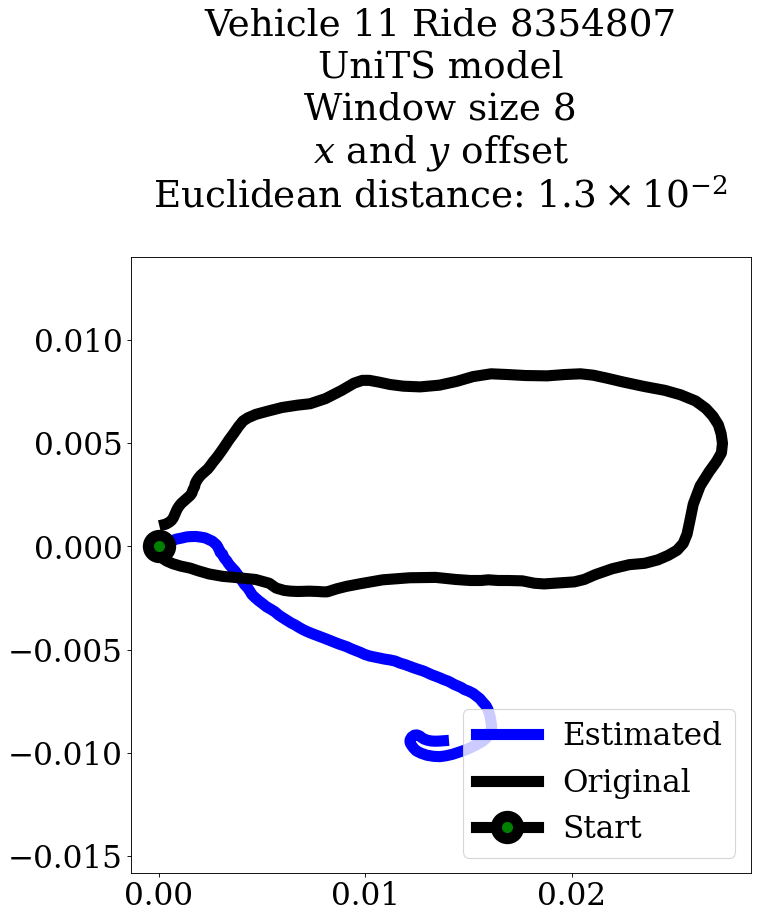 Vehicle 11 Ride 8354807
UniTS model
Window size 8
x and y offset
Euclidean distance: 1.3 × 10⁻²
0.010
0.005
0.000
−0.005
−0.010
−0.015
0.00 0.01 0.02
Estimated
Original
Start